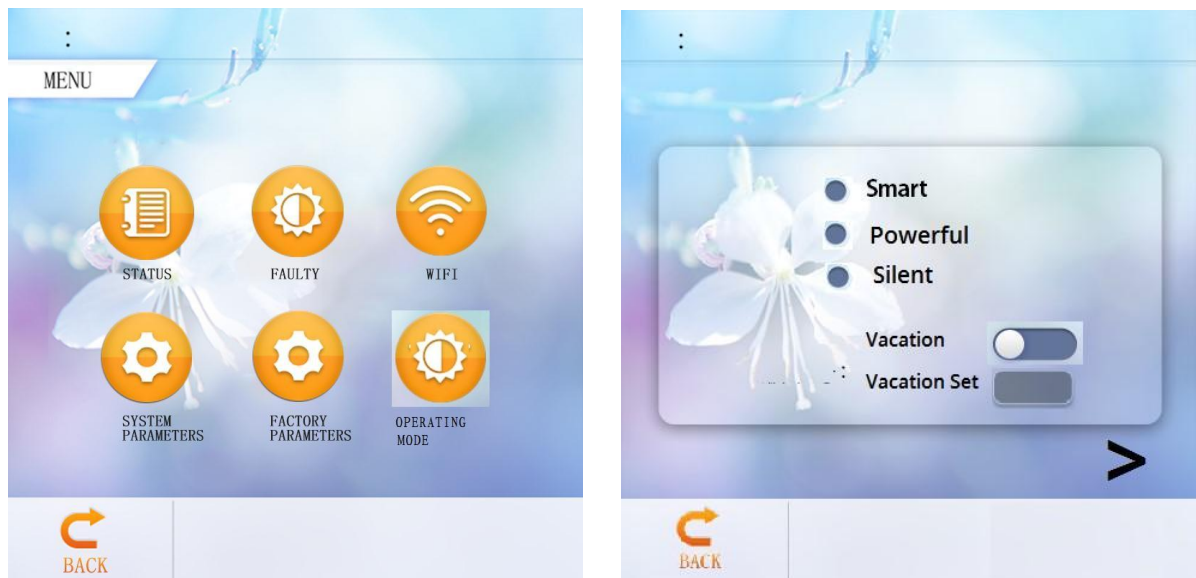 :
MENU
STATUS
FAULTY
WIFI
SYSTEM
PARAMETERS
FACTORY
PARAMETERS
OPERATING
MODE
BACK
:
Smart
Powerful
Silent
Vacation
Vacation Set
>
BACK